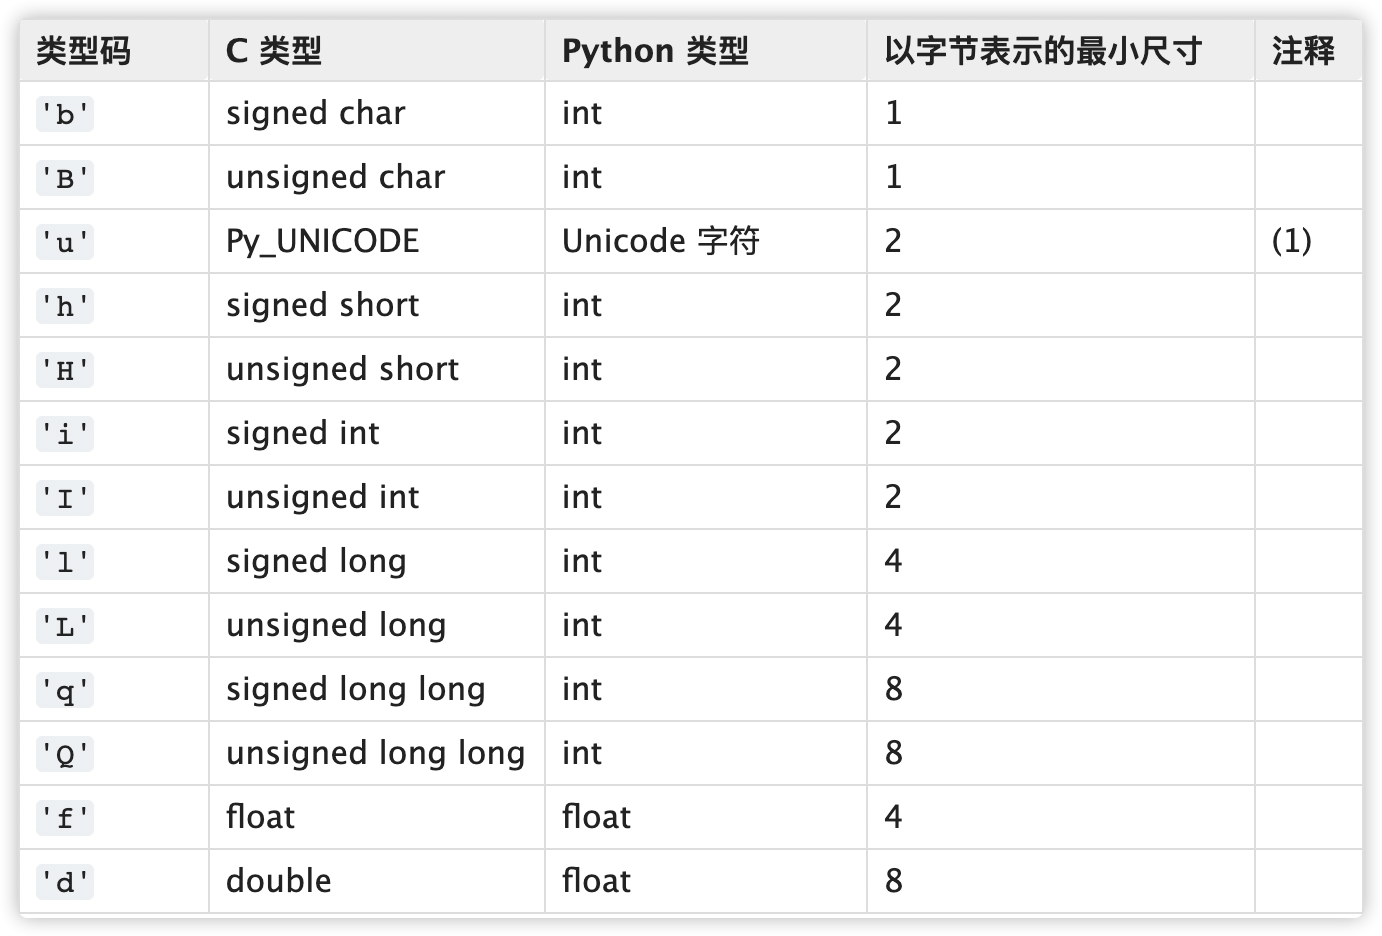 类型码 C 类型 Python 类型 以字节表示的最小尺寸 注释
'b' signed char int 1
'B' unsigned char int 1
'u' Py_UNICODE Unicode 字符 2 (1)
'h' signed short int 2
'H' unsigned short int 2
'i' signed int int 2
'I' unsigned int int 2
'l' signed long int 4
'L' unsigned long int 4
'q' signed long long int 8
'Q' unsigned long long int 8
'f' float float 4
'd' double float 8